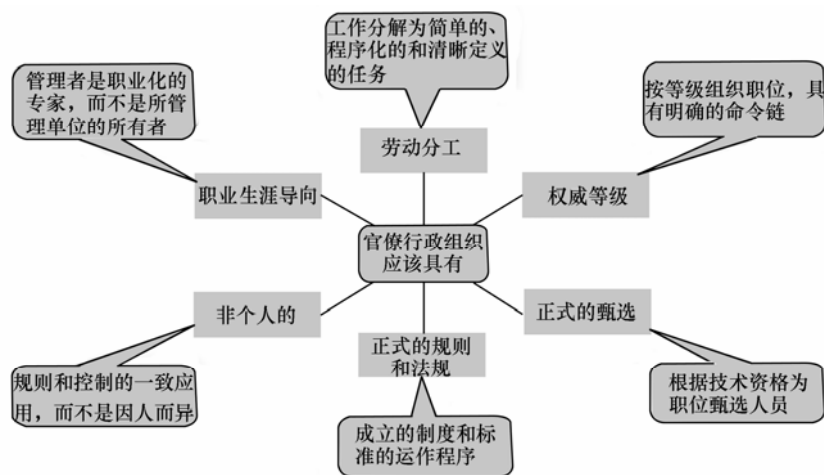 工作分解为简单的、
程序化的和清晰定义
的任务
管理者是职业化的
专家，而不是所管
理单位的所有者
按等级组织职位，具
有明确的命令链
劳动分工
职业生涯导向
权威等级
官僚行政组织
应该具有
非个人的
正式的规则
和法规
正式的甄选
规则和控制的一致应
用，而不是因人而异
成立的制度和标
准的运作程序
根据技术资格为
职位甄选人员